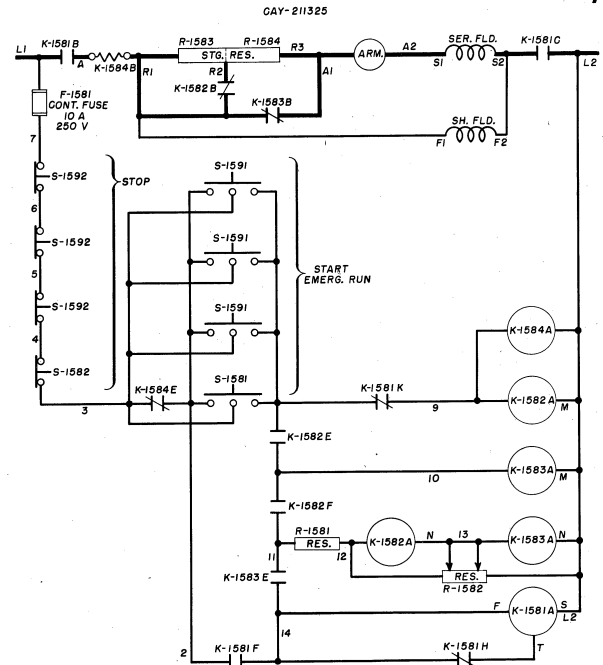 CAY-211325
L1
K-1581B
A
K-1584B
R1
R-1583
R-1584
STG. RES.
R2
R3
K-1582B
K-1583B
A1
ARM.
A2
SER. FLD.
S1
S2
K-1581C
L2
SH. FLD.
F1
F2
F-1581
CONT. FUSE
10 A
250 V
7
S-1592
6
S-1592
5
S-1592
4
S-1582
STOP
3
S-1591
S-1591
S-1591
S-1581
START
EMERG. RUN
K-1584E
K-1581K
9
K-1584A
K-1582A
M
K-1582E
10
K-1583A
M
K-1582F
R-1581
RES.
11
12
K-1582A
N
13
K-1583A
N
RES.
R-1582
K-1583E
14
F
K-1581A
S
L2
T
2
K-1581F
K-1581H